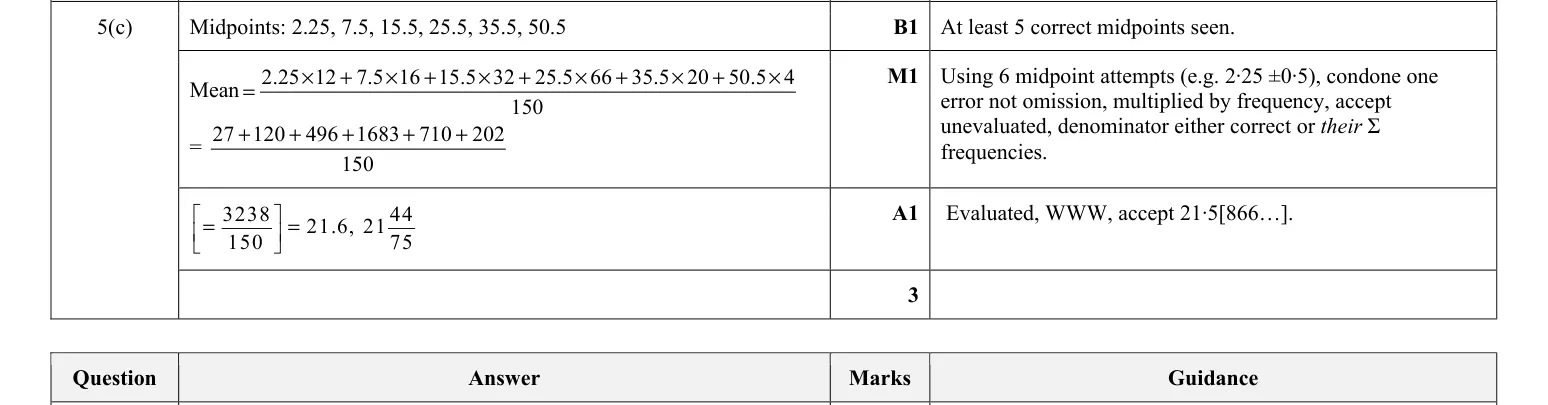 5(c) Midpoints: 2.25, 7.5, 15.5, 25.5, 35.5, 50.5 B1 At least 5 correct midpoints seen.
Mean = (2.25×12 + 7.5×16 + 15.5×32 + 25.5×66 + 35.5×20 + 50.5×4)/150 M1 Using 6 midpoint attempts (e.g. 2·25 ±0·5), condone one
error not omission, multiplied by frequency, accept
unevaluated, denominator either correct or their Σ
frequencies.
= (27 + 120 + 496 + 1683 + 710 + 202)/150
[= 3238/150] = 21.6, 21 44/75 A1 Evaluated, WWW, accept 21·5[866…].
3
Question Answer Marks Guidance